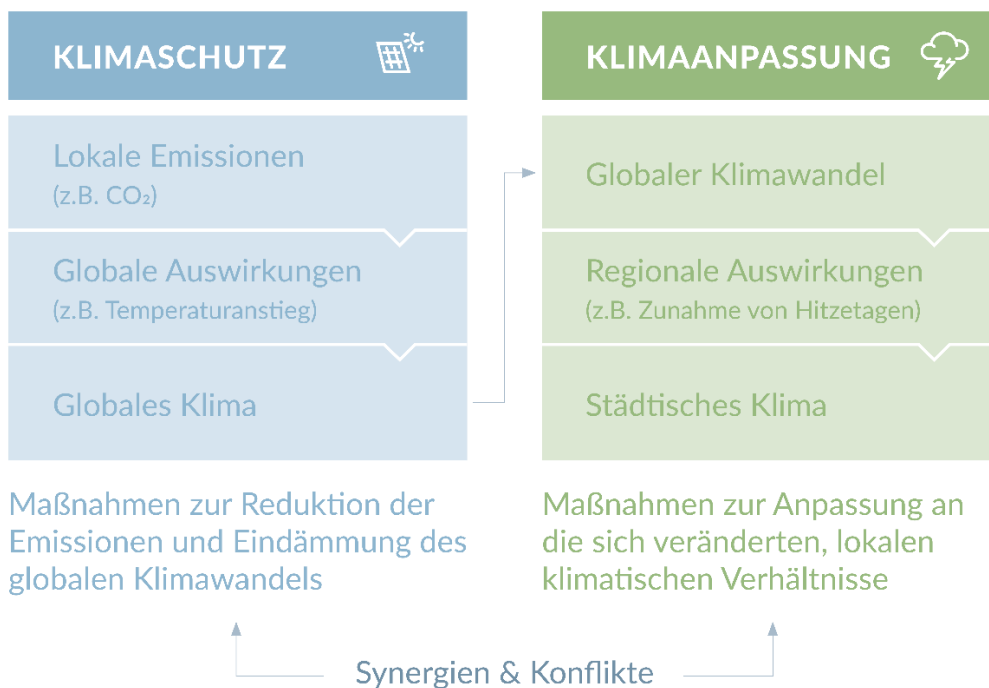 KLIMASCHUTZ
Lokale Emissionen
(z.B. CO₂)
Globale Auswirkungen
(z.B. Temperaturanstieg)
Globales Klima
Maßnahmen zur Reduktion der
Emissionen und Eindämmung des
globalen Klimawandels
KLIMAANPASSUNG
Globaler Klimawandel
Regionale Auswirkungen
(z.B. Zunahme von Hitzetagen)
Städtisches Klima
Maßnahmen zur Anpassung an
die sich veränderten, lokalen
klimatischen Verhältnisse
Synergien & Konflikte